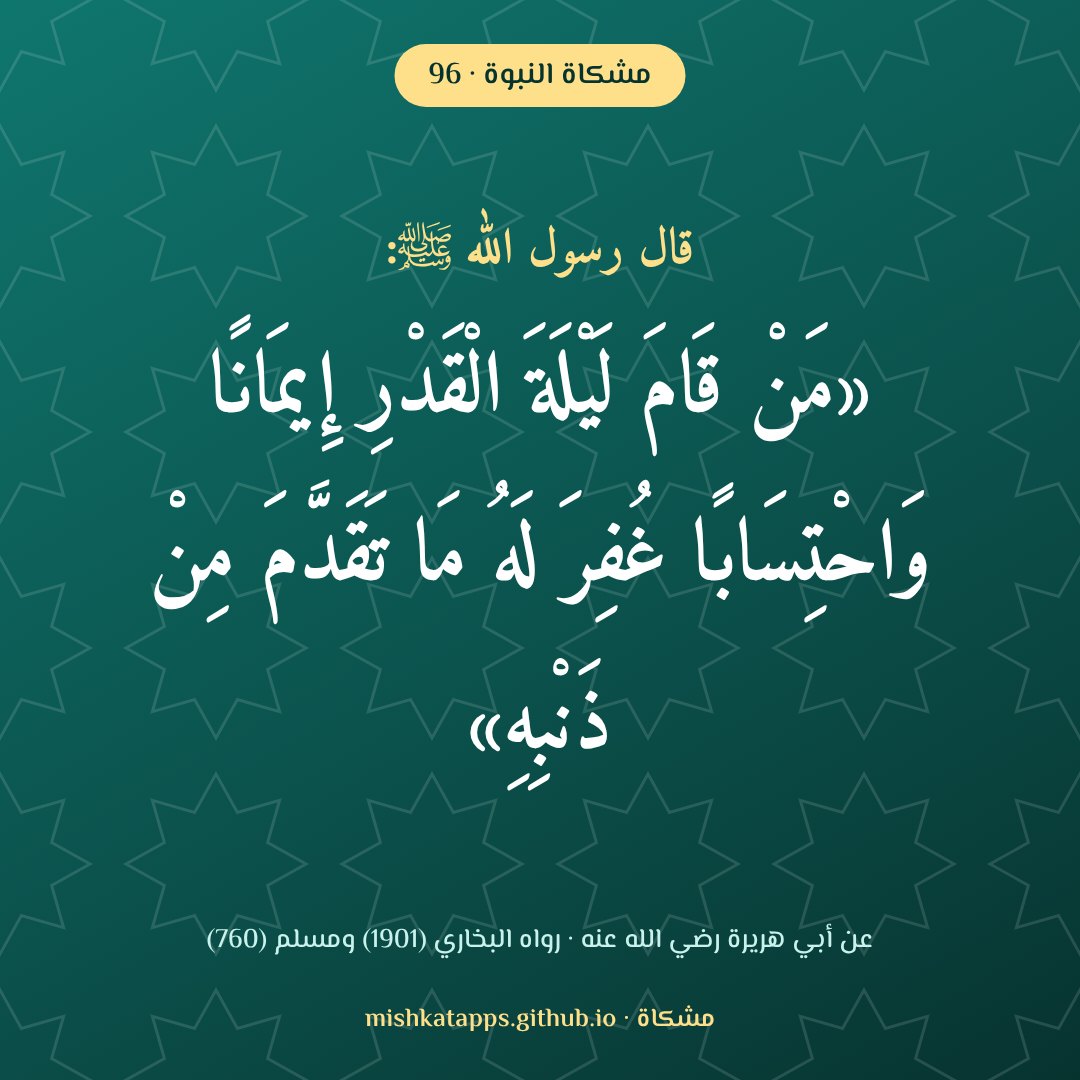 مشكاة النبوة · 96
قال رسول الله ﷺ:
«مَنْ قَامَ لَيْلَةَ الْقَدْرِ إِيمَانًا
وَاحْتِسَابًا غُفِرَ لَهُ مَا تَقَدَّمَ مِنْ
ذَنْبِهِ»
عن أبي هريرة رضي الله عنه · رواه البخاري (1901) ومسلم (760)
مشكاة · mishkatapps.github.io